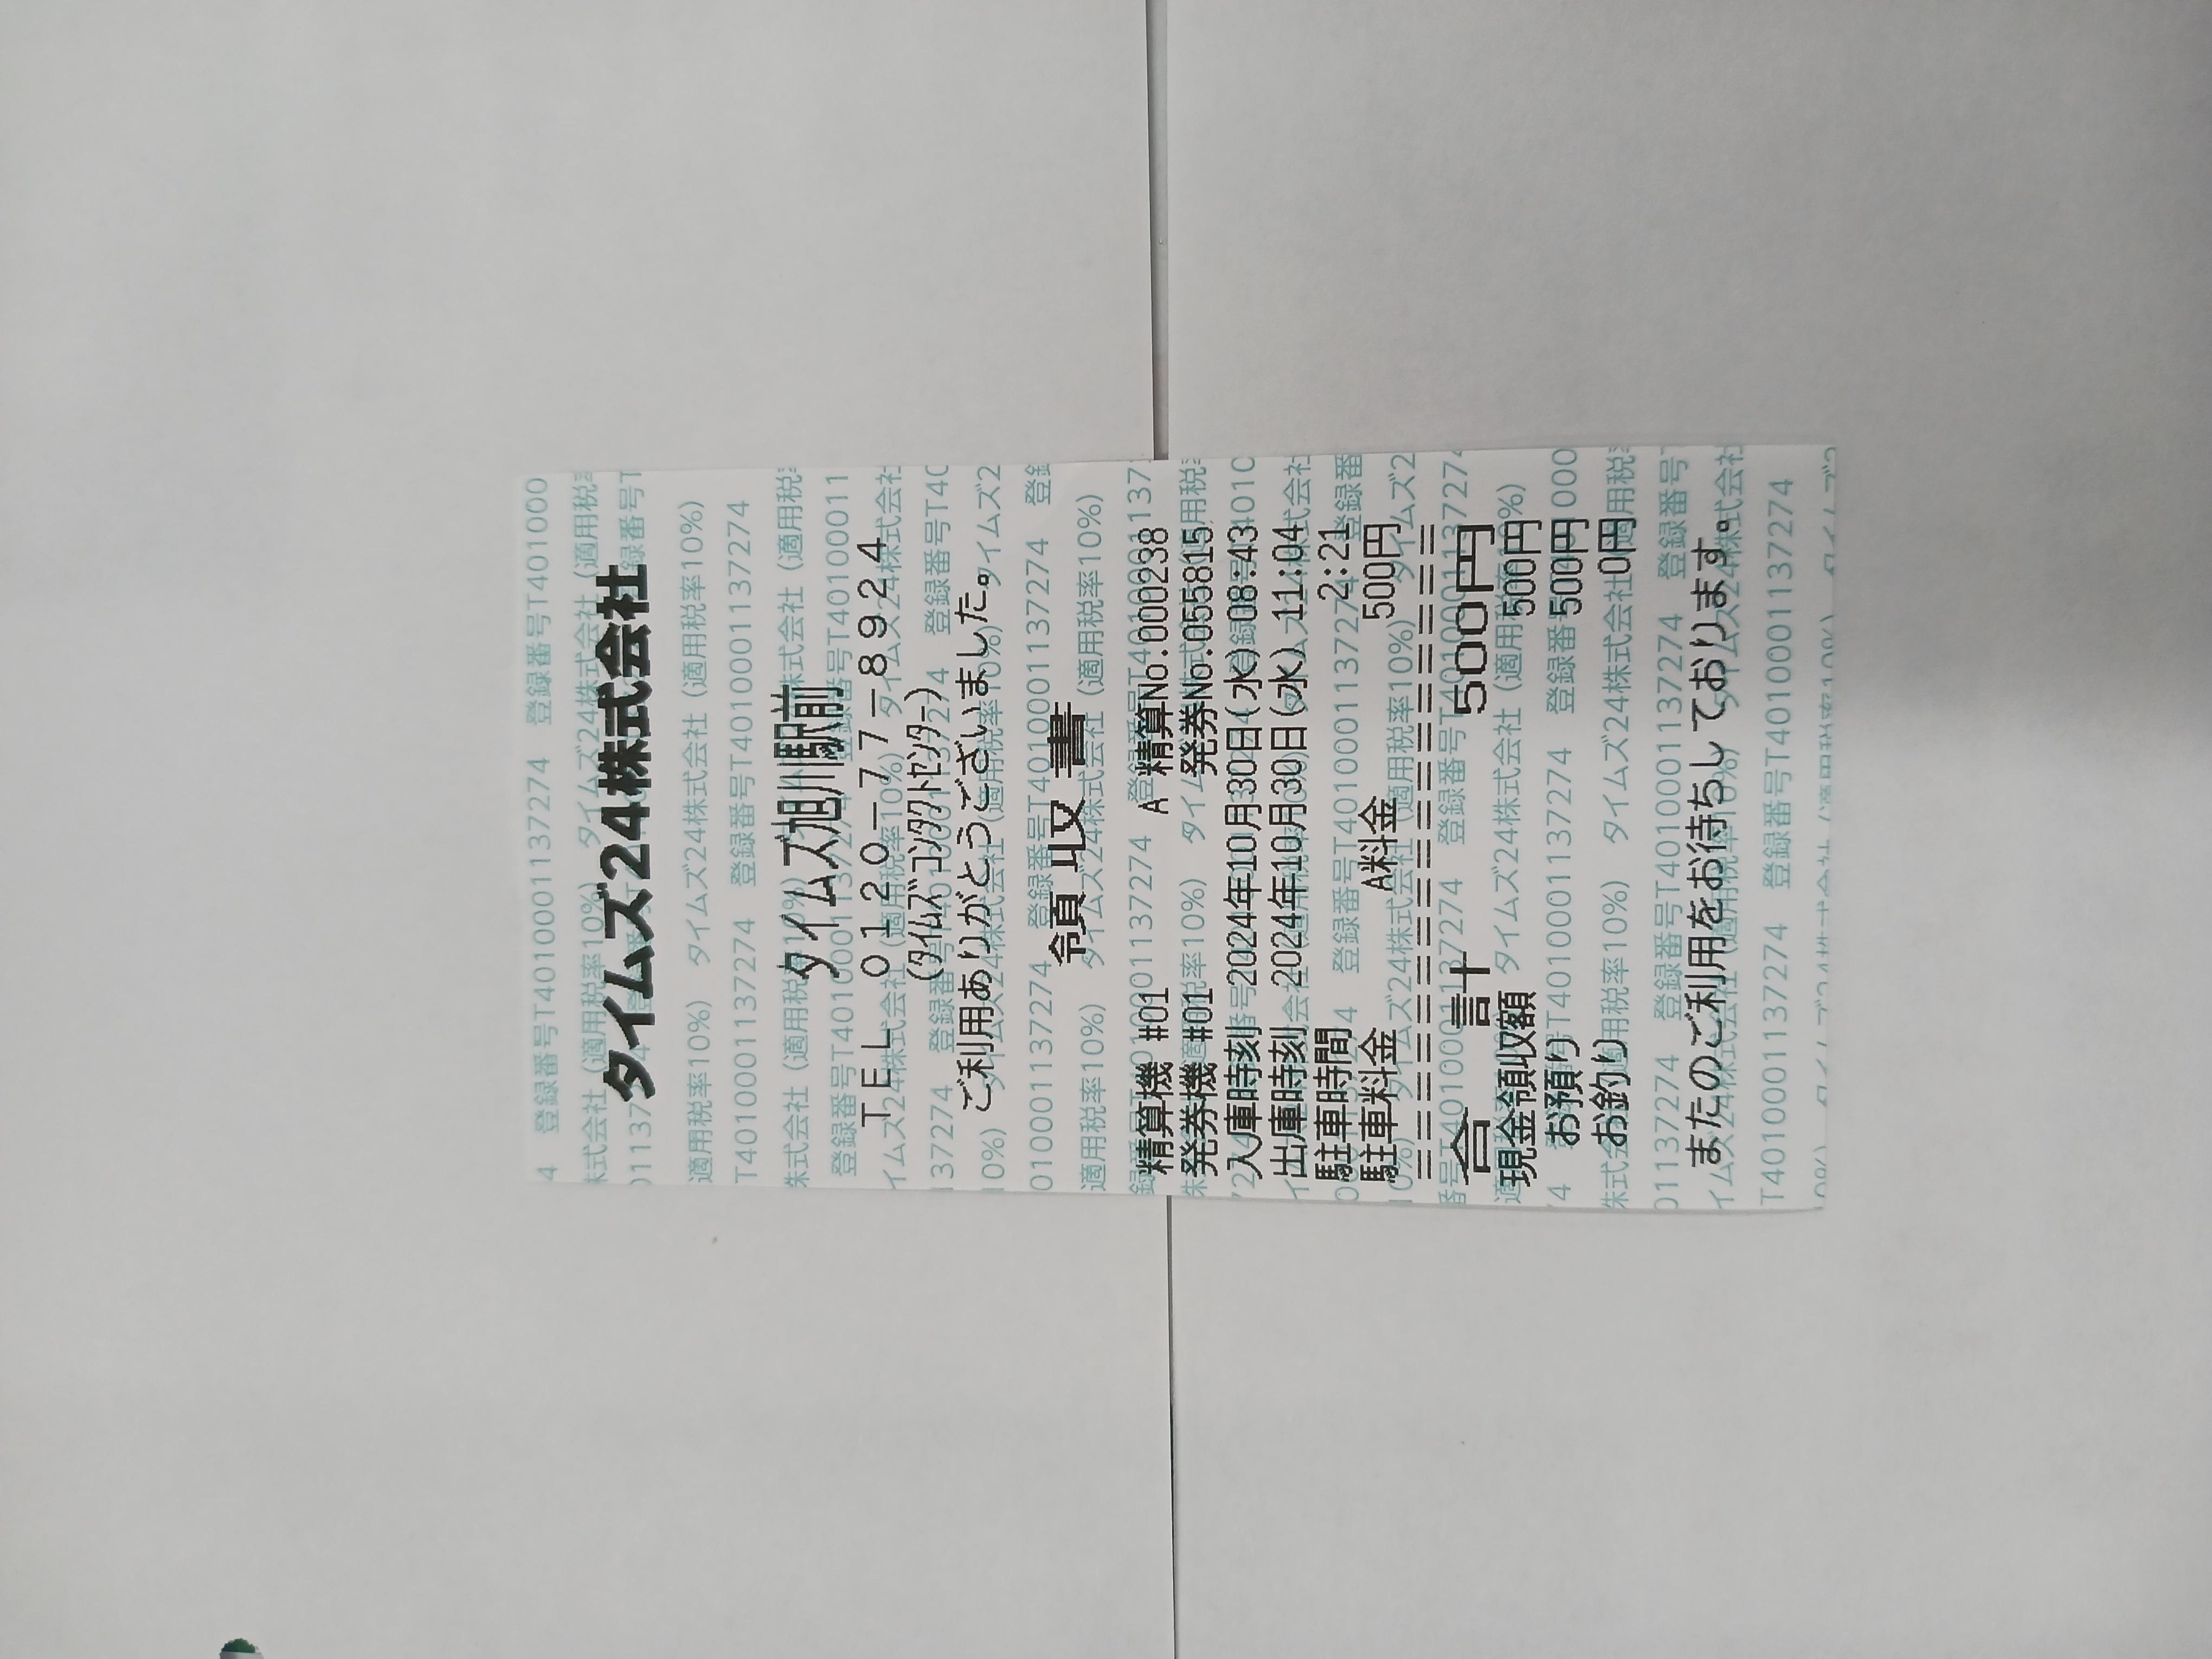 タイムズ24株式会社
タイムズ旭川駅前
TEL 0120-77-8924
(タイムズコンタクトセンター)
ご利用ありがとうございました。
領 収 書
精算機 #01 A 精算No.000238
発券機 #01 発券No.055815
入庫時刻 2024年10月30日(水) 08:43
出庫時刻 2024年10月30日(水) 11:04
駐車時間 2:21
駐車料金 A料金 500円
==============================
合 計 500円
現金領収額 500円
お預り 500円
お釣り 0円
またのご利用をお待ちしております。
登録番号T4010001137274
タイムズ24株式会社 (適用税率10%)